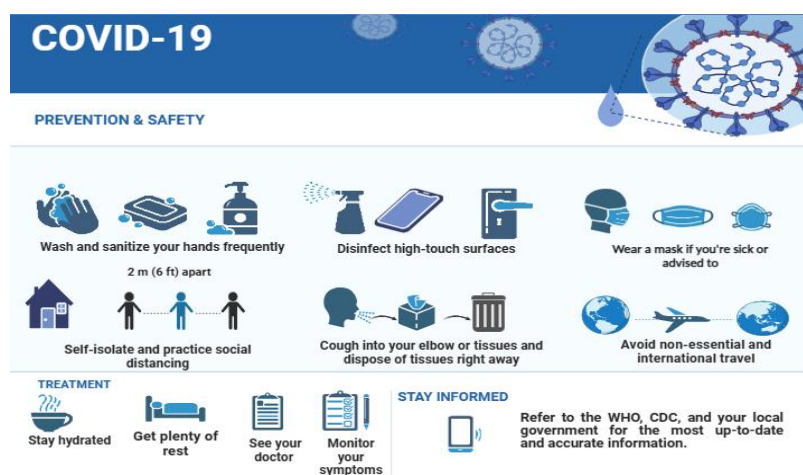 COVID-19
PREVENTION & SAFETY
Wash and sanitize your hands frequently
Disinfect high-touch surfaces
Wear a mask if you're sick or
advised to
2 m (6 ft) apart
Self-isolate and practice social
distancing
Cough into your elbow or tissues and
dispose of tissues right away
Avoid non-essential and
international travel
TREATMENT
Stay hydrated
Get plenty of
rest
See your
doctor
Monitor
your
symptoms
STAY INFORMED
Refer to the WHO, CDC, and your local
government for the most up-to-date
and accurate information.